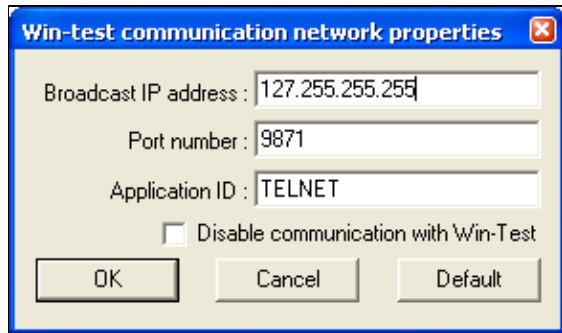 Win-test communication network properties
Broadcast IP address : 127.255.255.255
Port number : 9871
Application ID : TELNET
Disable communication with Win-Test
OK Cancel Default